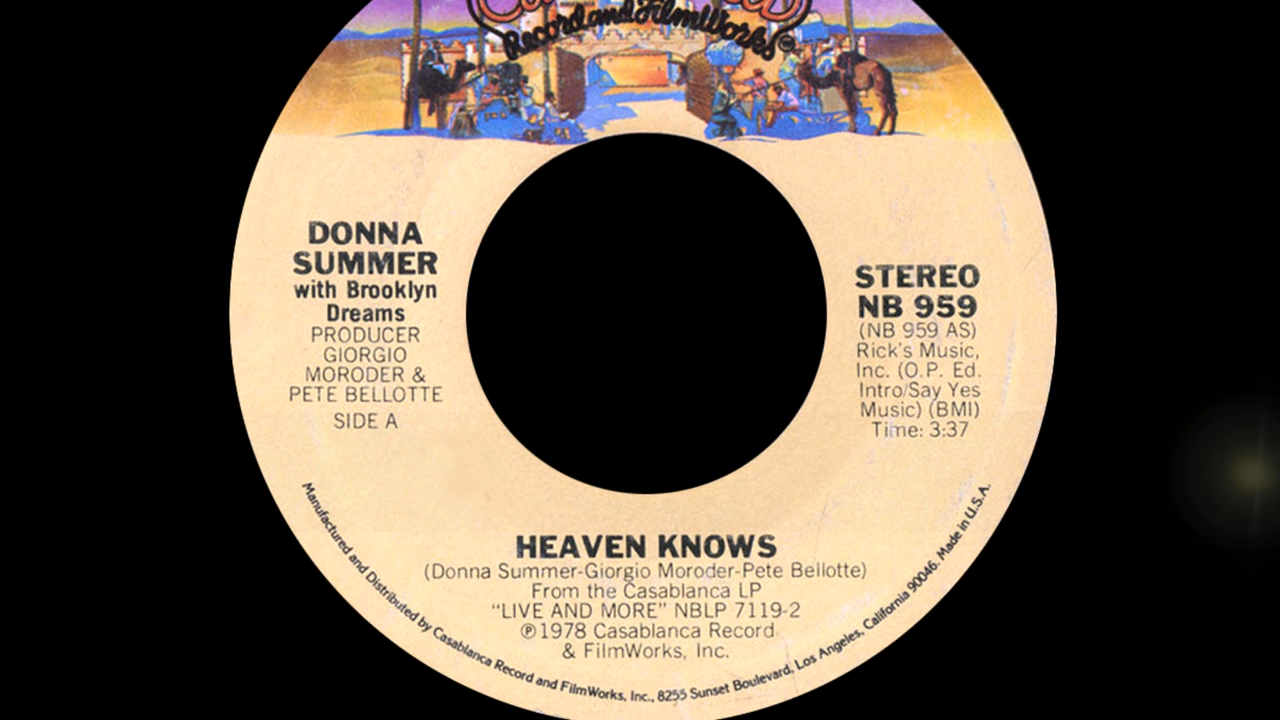 Record and FilmWorks
DONNA
SUMMER
with Brooklyn
Dreams
PRODUCER
GIORGIO
MORODER &
PETE BELLOTTE
SIDE A
STEREO
NB 959
(NB 959 AS)
Rick's Music,
Inc. (O.P. Ed.
Intro/Say Yes
Music) (BMI)
Time: 3:37
HEAVEN KNOWS
(Donna Summer-Giorgio Moroder-Pete Bellotte)
From the Casablanca LP
“LIVE AND MORE” NBLP 7119-2
℗1978 Casablanca Record
& FilmWorks, Inc.
Manufactured and Distributed by Casablanca Record and FilmWorks, Inc., 8255 Sunset Boulevard, Los Angeles, California 90046. Made in U.S.A.